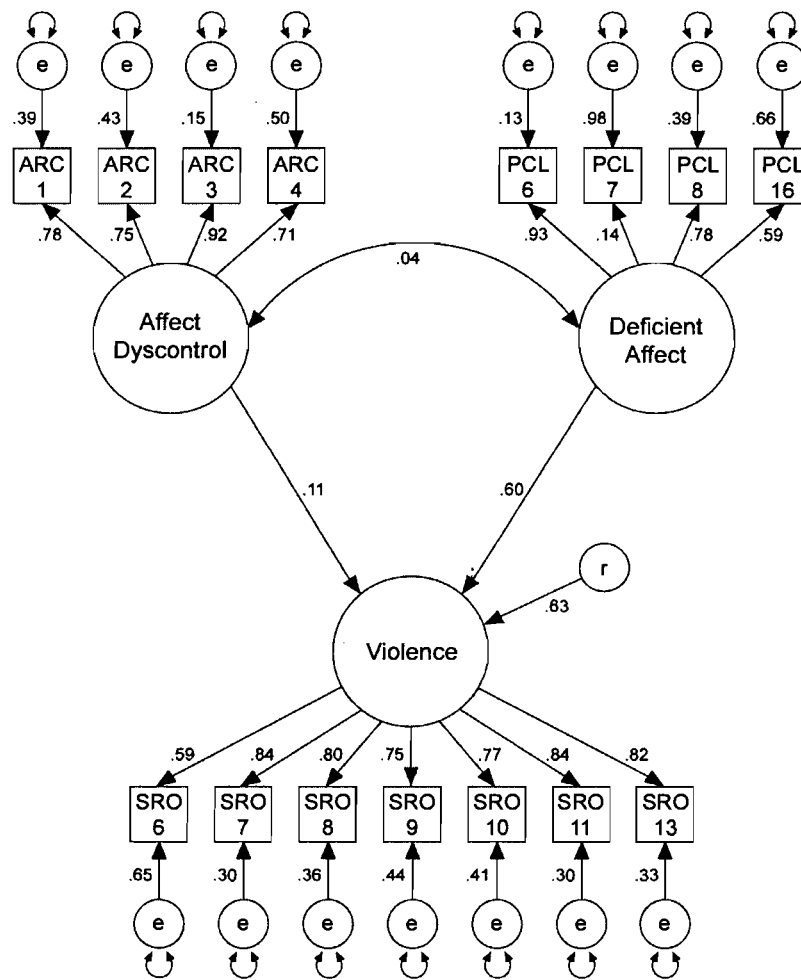 e e e e e e e e
.39 .43 .15 .50 .13 .98 .39 .66
ARC ARC ARC ARC PCL PCL PCL PCL
1 2 3 4 6 7 8 16
.78 .75 .92 .71 .93 .14 .78 .59
.04
Affect
Dyscontrol
Deficient
Affect
.11 .60
r
.63
Violence
.59 .84 .80 .75 .77 .84 .82
SRO SRO SRO SRO SRO SRO SRO
6 7 8 9 10 11 13
.65 .30 .36 .44 .41 .30 .33
e e e e e e e